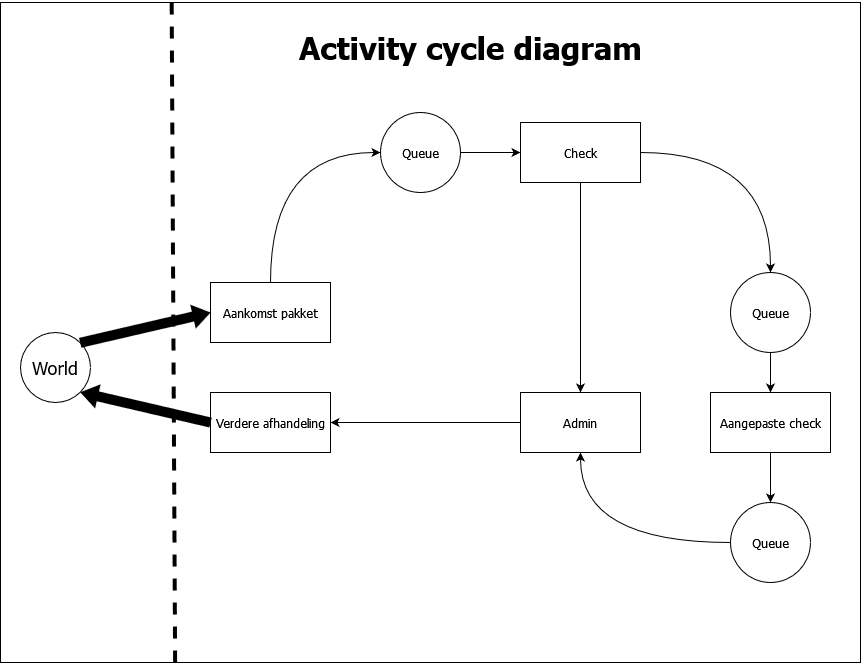 Activity cycle diagram
Queue
Check
Aankomst pakket
Queue
World
Verdere afhandeling
Admin
Aangepaste check
Queue